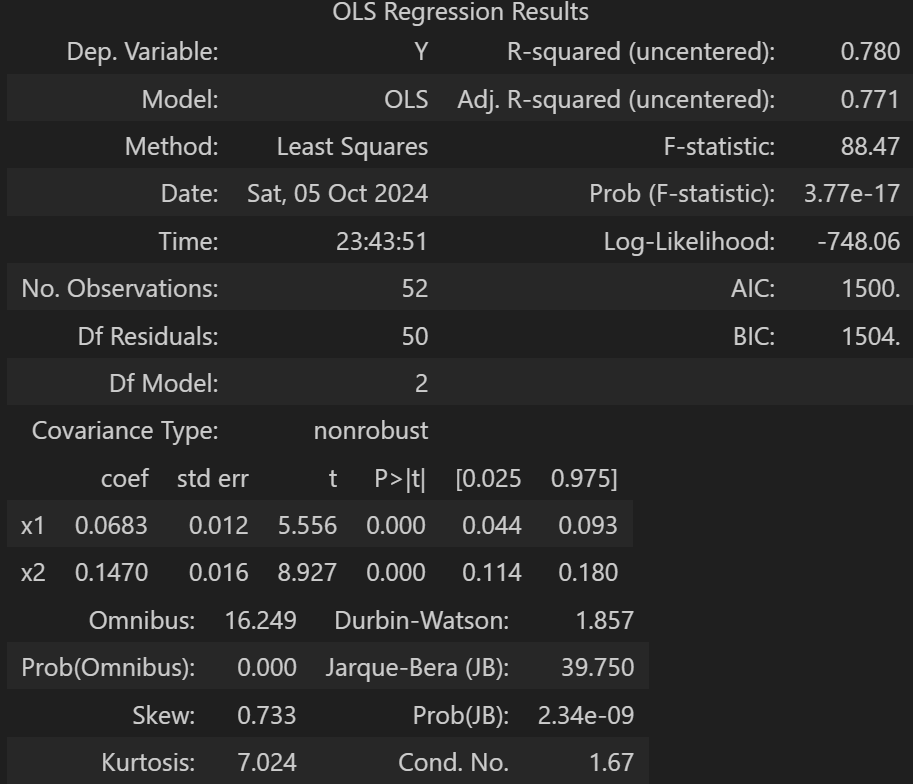 OLS Regression Results
Dep. Variable: Y R-squared (uncentered): 0.780
Model: OLS Adj. R-squared (uncentered): 0.771
Method: Least Squares F-statistic: 88.47
Date: Sat, 05 Oct 2024 Prob (F-statistic): 3.77e-17
Time: 23:43:51 Log-Likelihood: -748.06
No. Observations: 52 AIC: 1500.
Df Residuals: 50 BIC: 1504.
Df Model: 2
Covariance Type: nonrobust
coef std err t P>|t| [0.025 0.975]
x1 0.0683 0.012 5.556 0.000 0.044 0.093
x2 0.1470 0.016 8.927 0.000 0.114 0.180
Omnibus: 16.249 Durbin-Watson: 1.857
Prob(Omnibus): 0.000 Jarque-Bera (JB): 39.750
Skew: 0.733 Prob(JB): 2.34e-09
Kurtosis: 7.024 Cond. No. 1.67